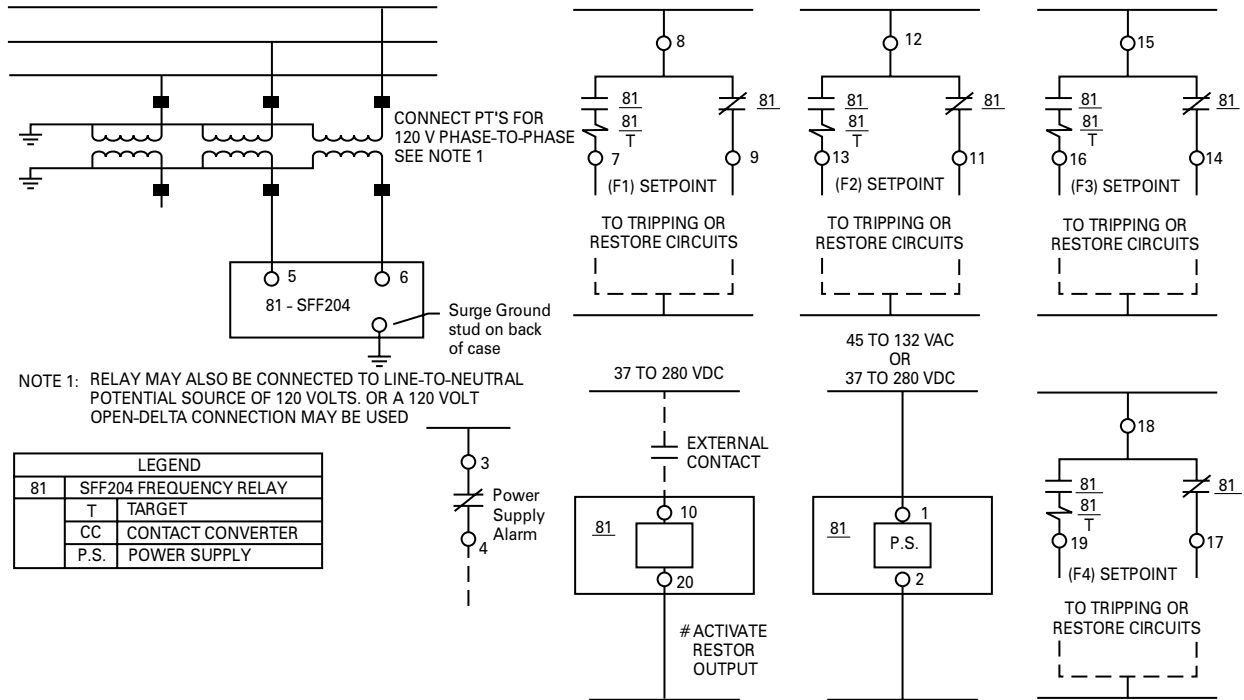 CONNECT PT'S FOR
120 V PHASE-TO-PHASE
SEE NOTE 1
5
6
81 - SFF204
Surge Ground
stud on back
of case
NOTE 1: RELAY MAY ALSO BE CONNECTED TO LINE-TO-NEUTRAL
POTENTIAL SOURCE OF 120 VOLTS. OR A 120 VOLT
OPEN-DELTA CONNECTION MAY BE USED
LEGEND
81 SFF204 FREQUENCY RELAY
T TARGET
CC CONTACT CONVERTER
P.S. POWER SUPPLY
3
Power
Supply
Alarm
4
8
81
81
T
81
7
9
(F1) SETPOINT
TO TRIPPING OR
RESTORE CIRCUITS
12
81
81
T
81
13
11
(F2) SETPOINT
TO TRIPPING OR
RESTORE CIRCUITS
15
81
81
T
81
16
14
(F3) SETPOINT
TO TRIPPING OR
RESTORE CIRCUITS
37 TO 280 VDC
EXTERNAL
CONTACT
10
81
20
# ACTIVATE
RESTOR
OUTPUT
45 TO 132 VAC
OR
37 TO 280 VDC
1
81
P.S.
2
18
81
81
T
81
19
17
(F4) SETPOINT
TO TRIPPING OR
RESTORE CIRCUITS